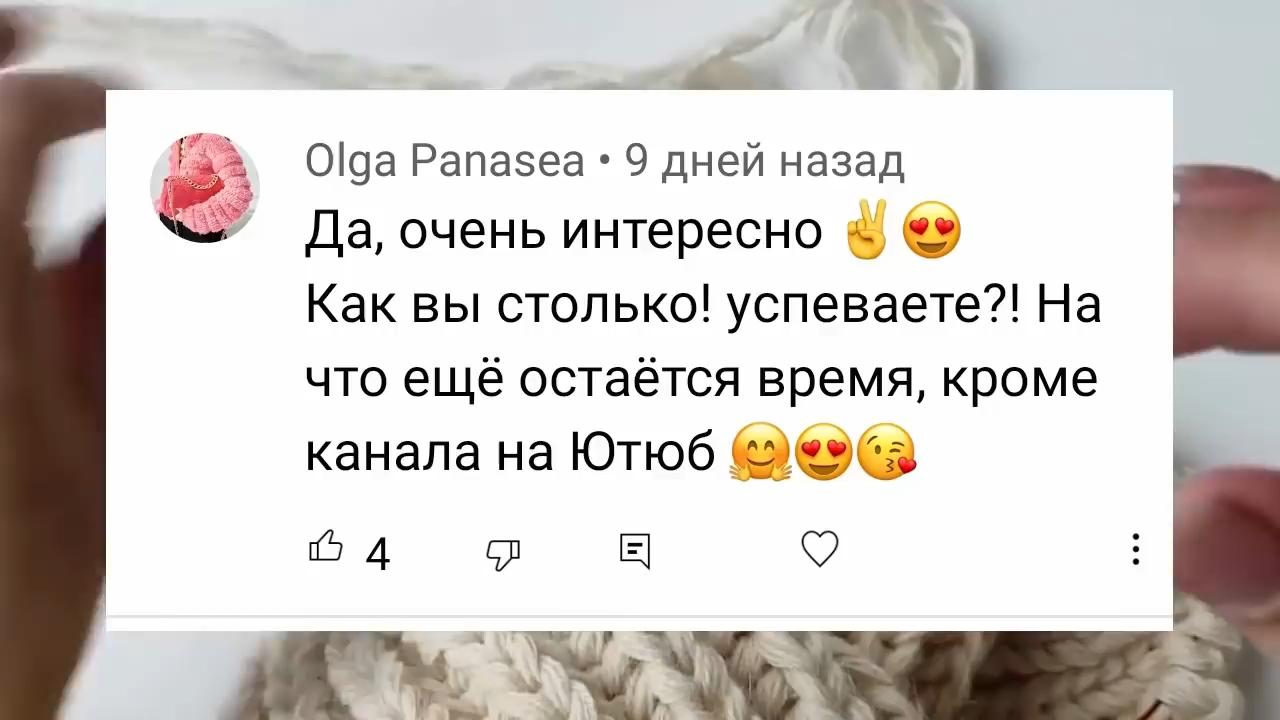 Olga Panasea • 9 дней назад
Да, очень интересно ✌😍
Как вы столько! успеваете?! На
что ещё остаётся время, кроме
канала на Ютюб 🤗😍😘
4